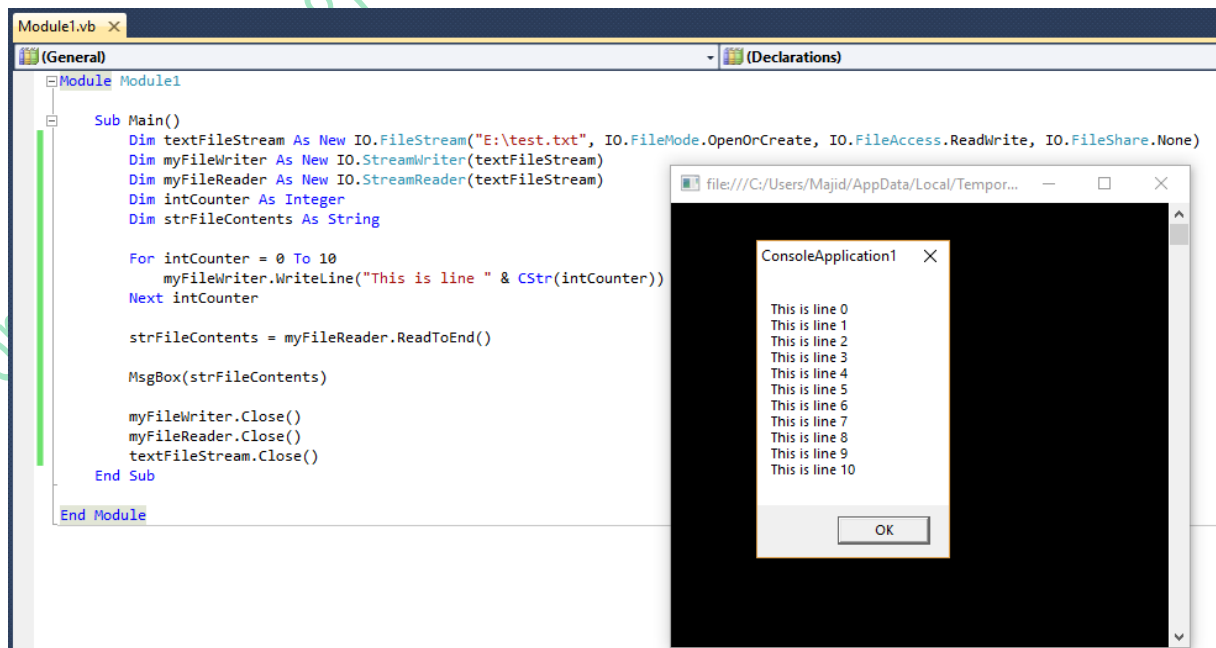 Module1.vb
(General)
(Declarations)
Module Module1
Sub Main()
Dim textFileStream As New IO.FileStream("E:\test.txt", IO.FileMode.OpenOrCreate, IO.FileAccess.ReadWrite, IO.FileShare.None)
Dim myFileWriter As New IO.StreamWriter(textFileStream)
Dim myFileReader As New IO.StreamReader(textFileStream)
Dim intCounter As Integer
Dim strFileContents As String
For intCounter = 0 To 10
myFileWriter.WriteLine("This is line " & CStr(intCounter))
Next intCounter
strFileContents = myFileReader.ReadToEnd()
MsgBox(strFileContents)
myFileWriter.Close()
myFileReader.Close()
textFileStream.Close()
End Sub
End Module
file:///C:/Users/Majid/AppData/Local/Tempor...
ConsoleApplication1
This is line 0
This is line 1
This is line 2
This is line 3
This is line 4
This is line 5
This is line 6
This is line 7
This is line 8
This is line 9
This is line 10
OK